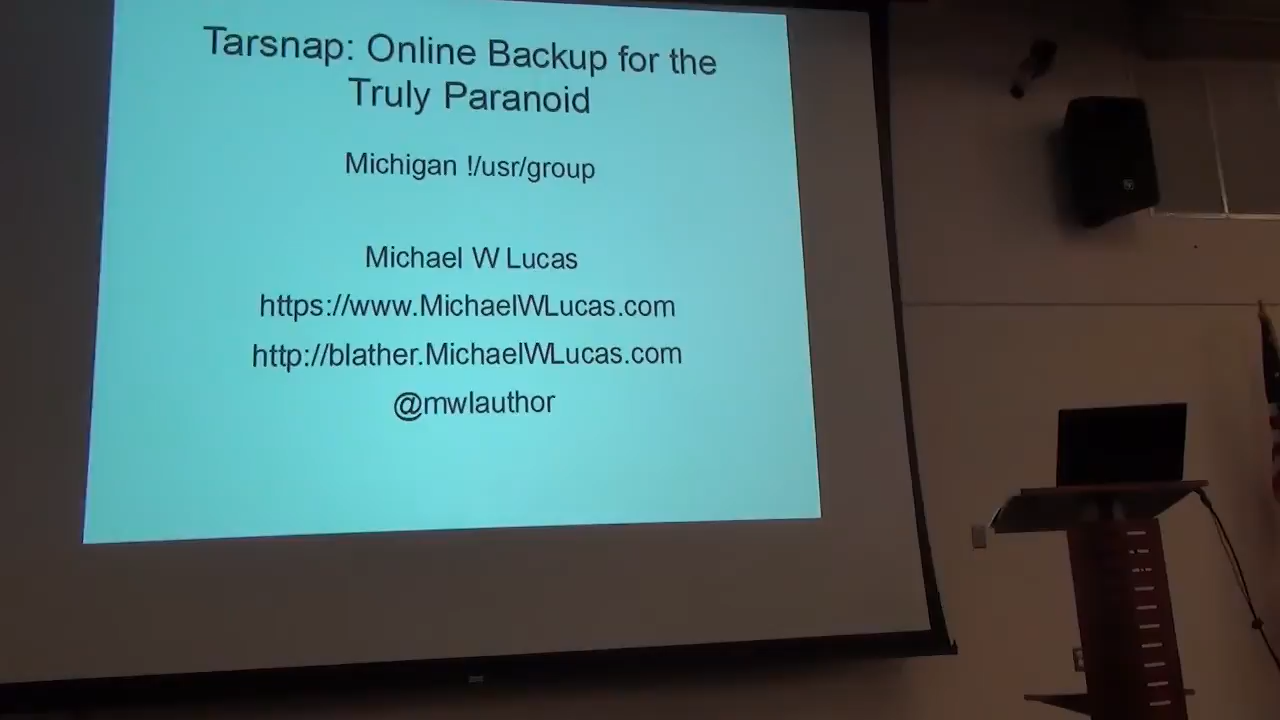 Tarsnap: Online Backup for the
Truly Paranoid
Michigan !/usr/group
Michael W Lucas
https://www.MichaelWLucas.com
http://blather.MichaelWLucas.com
@mwlauthor